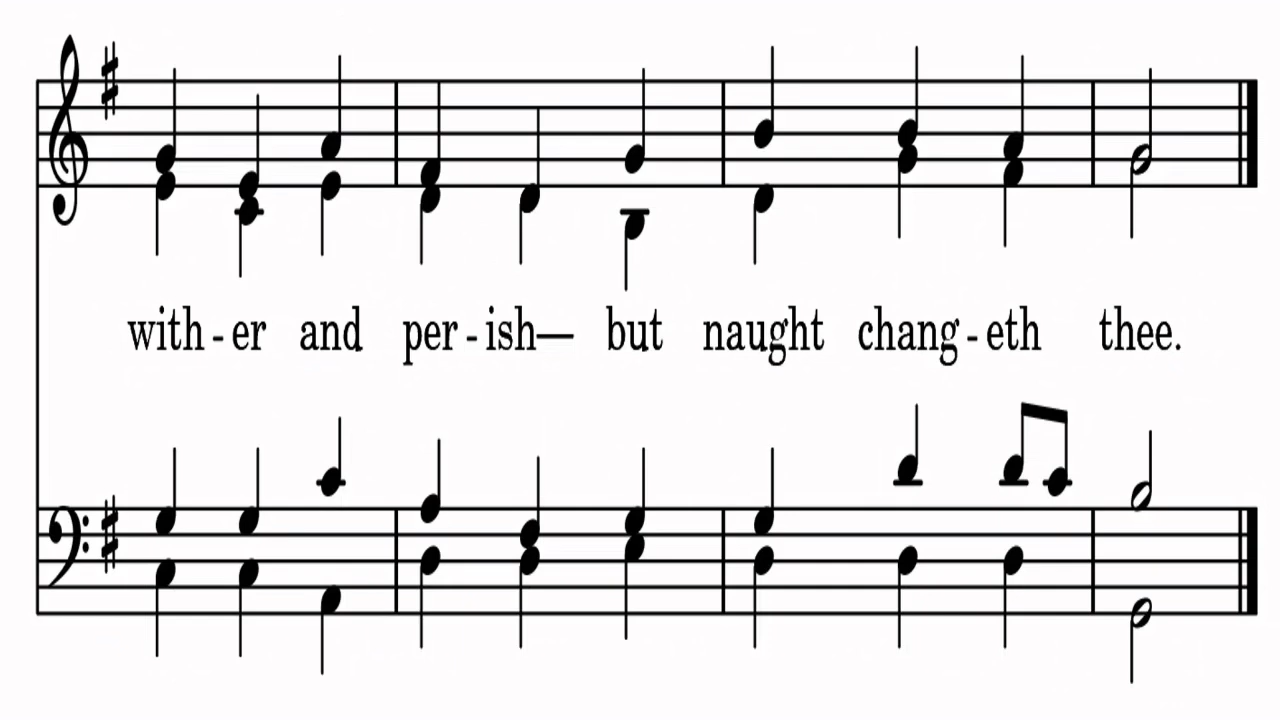 with - er and per - ish— but naught chang - eth thee.